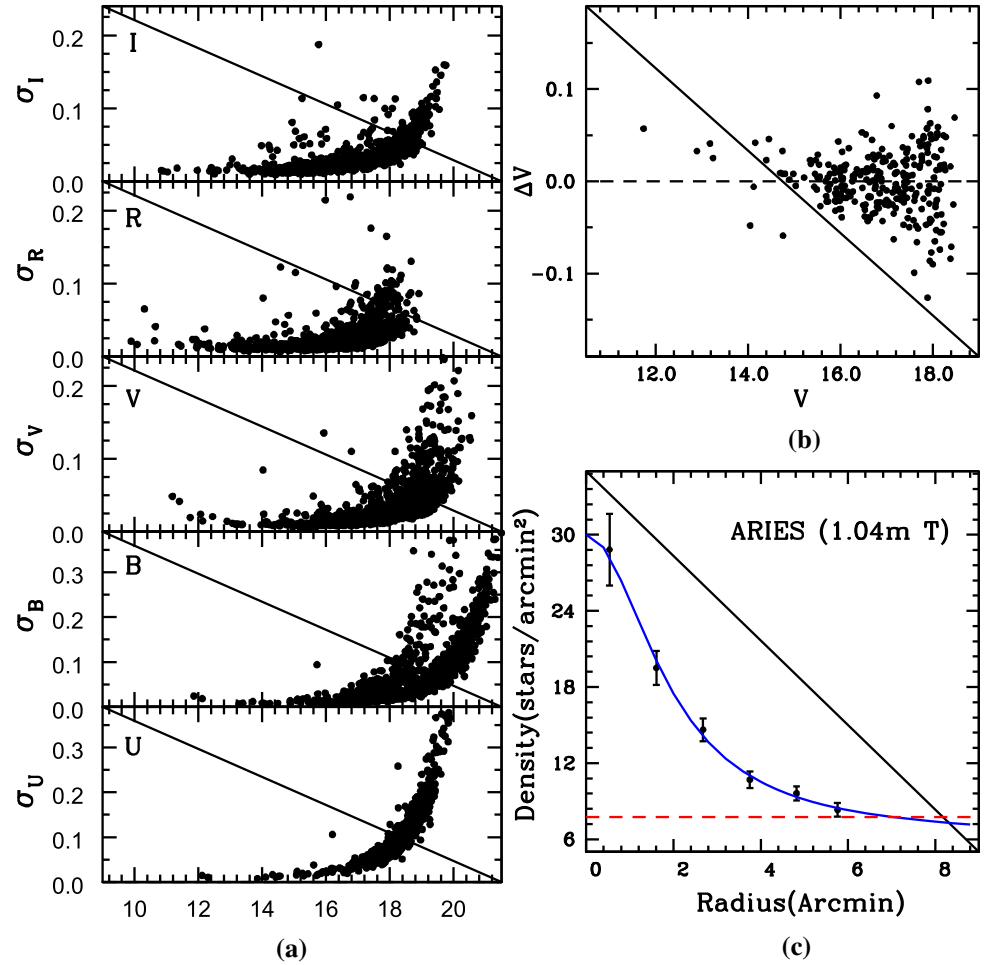 I
σI
0.2
0.1
0.0
R
σR
0.2
0.1
0.0
V
σV
0.2
0.1
0.0
B
σB
0.3
0.2
0.1
0.0
U
σU
0.3
0.2
0.1
0.0
10 12 14 16 18 20
(a)
ΔV
0.1
0.0
−0.1
12.0 14.0 16.0 18.0
V
(b)
ARIES (1.04m T)
Density(stars/arcmin²)
30
24
18
12
6
0 2 4 6 8
Radius(Arcmin)
(c)